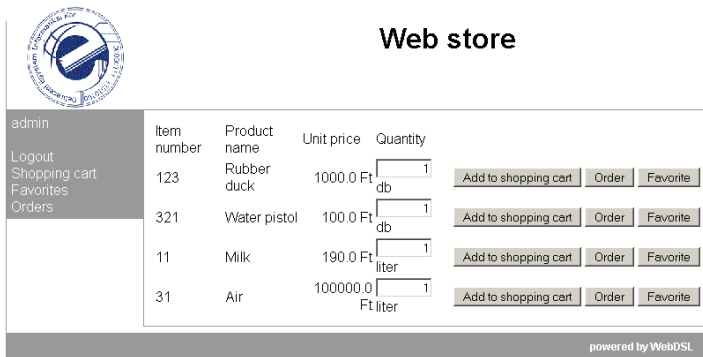 Web store
admin
Logout
Shopping cart
Favorites
Orders
Item number Product name Unit price Quantity
123 Rubber duck 1000.0 Ft 1 db Add to shopping cart Order Favorite
321 Water pistol 100.0 Ft 1 db Add to shopping cart Order Favorite
11 Milk 190.0 Ft 1 liter Add to shopping cart Order Favorite
31 Air 100000.0 Ft 1 liter Add to shopping cart Order Favorite
powered by WebDSL